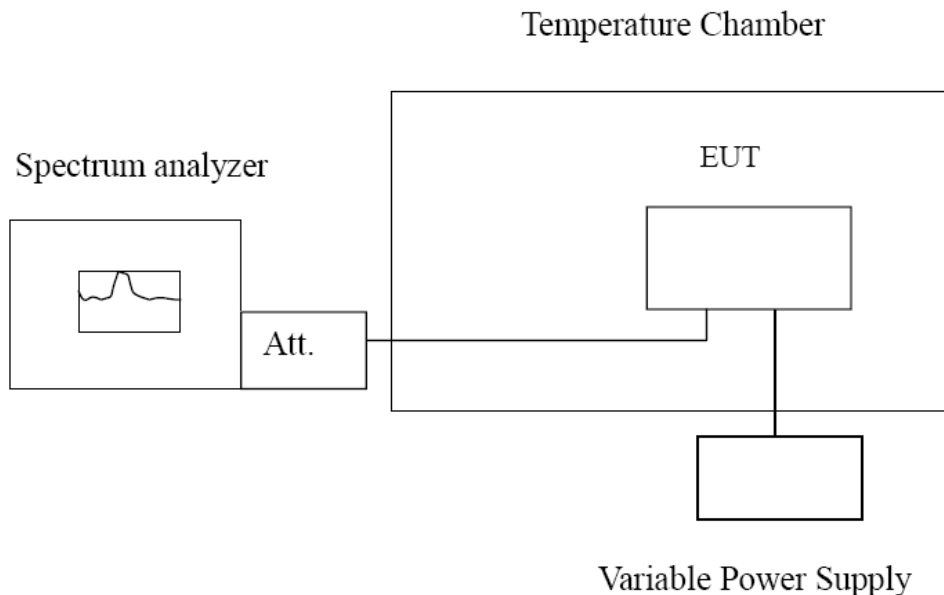 Temperature Chamber
EUT
Spectrum analyzer
Att.
Variable Power Supply